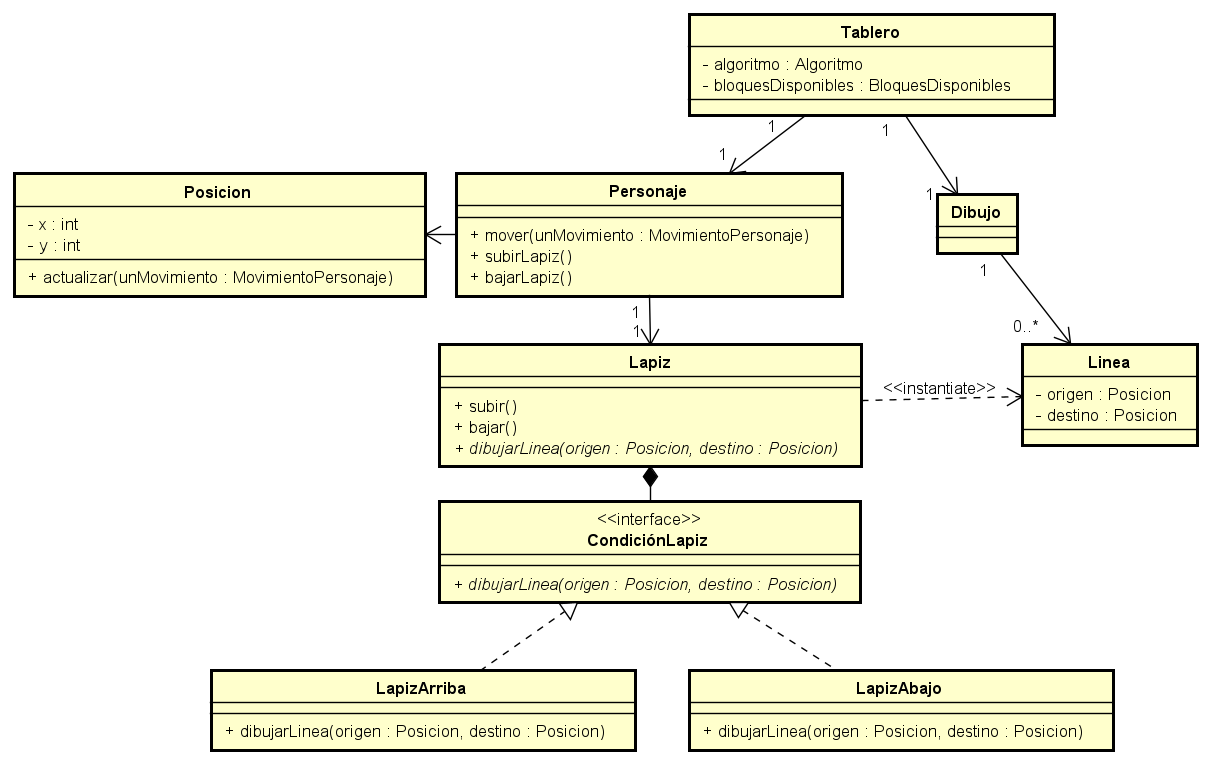 Tablero
- algoritmo : Algoritmo
- bloquesDisponibles : BloquesDisponibles
1
1
1
1
Posicion
- x : int
- y : int
+ actualizar(unMovimiento : MovimientoPersonaje)
Personaje
+ mover(unMovimiento : MovimientoPersonaje)
+ subirLapiz()
+ bajarLapiz()
Dibujo
1
0..*
1
1
Lapiz
+ subir()
+ bajar()
+ dibujarLinea(origen : Posicion, destino : Posicion)
<<instantiate>>
Linea
- origen : Posicion
- destino : Posicion
<<interface>>
CondiciónLapiz
+ dibujarLinea(origen : Posicion, destino : Posicion)
LapizArriba
+ dibujarLinea(origen : Posicion, destino : Posicion)
LapizAbajo
+ dibujarLinea(origen : Posicion, destino : Posicion)